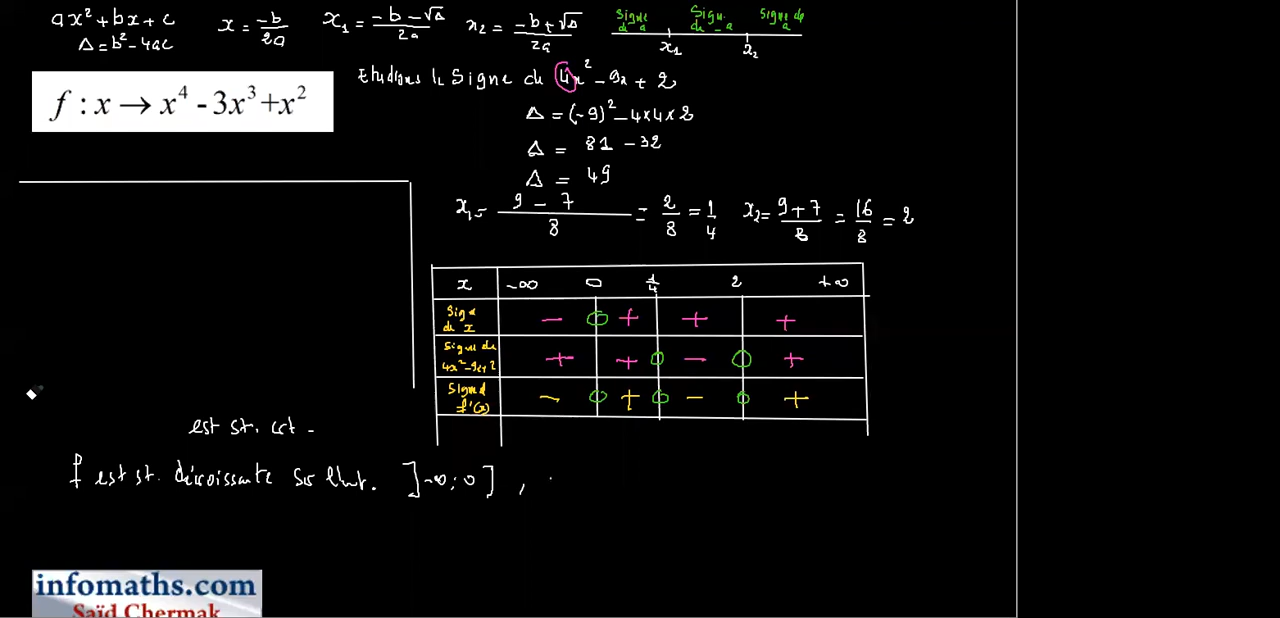 ax² + bx + c x = -b/2a x₁ = -b - √Δ/2a x₂ = -b + √Δ/2a Signe de a Sign. de -a Signe de a
Δ = b² - 4ac x₁ x₂
Etudions le Signe de 4x² - 9x + 2
f : x → x⁴ - 3x³ + x²
Δ = (-9)² - 4×4×2
Δ = 81 - 32
Δ = 49
x₁ = 9 - 7/8 = 2/8 = 1/4 x₂ = 9 + 7/8 = 16/8 = 2
x -∞ 0 1/4 2 +∞
Signe de x - 0 + + +
Signe de 4x² - 9x + 2 + + 0 - 0 +
Sign d f'(x) - 0 + 0 - 0 +
est st. crt -
f est st. décroissante sur l'int. ]-∞; 0] ,
infomaths.com
Saïd Chermak